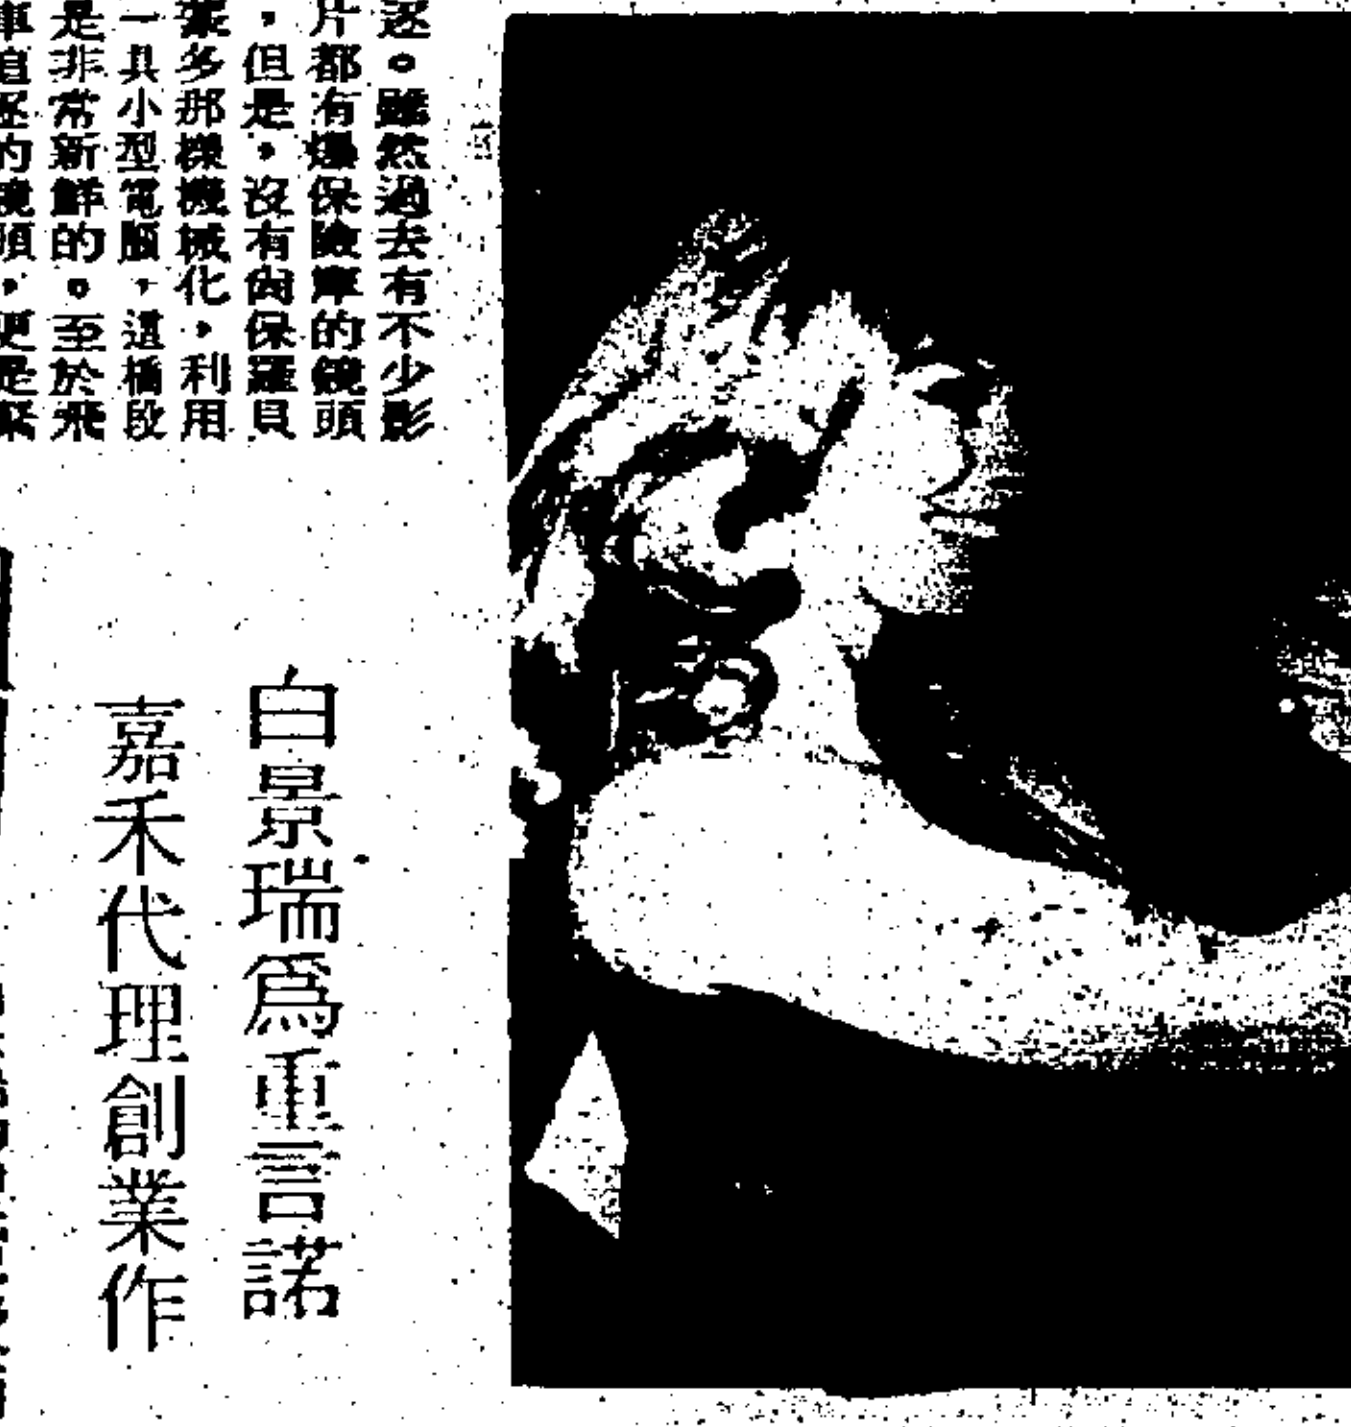 逐。雖然過去有不少影
片都有爆保險庫的鏡頭
，但是，沒有尙保羅貝
蒙多那樣機械化，利用
一具小型電腦，這橋段
是非常新鮮的。至於飛
車追逐的鏡頭，更是緊
白景瑞爲重言諾
嘉禾代理創業作